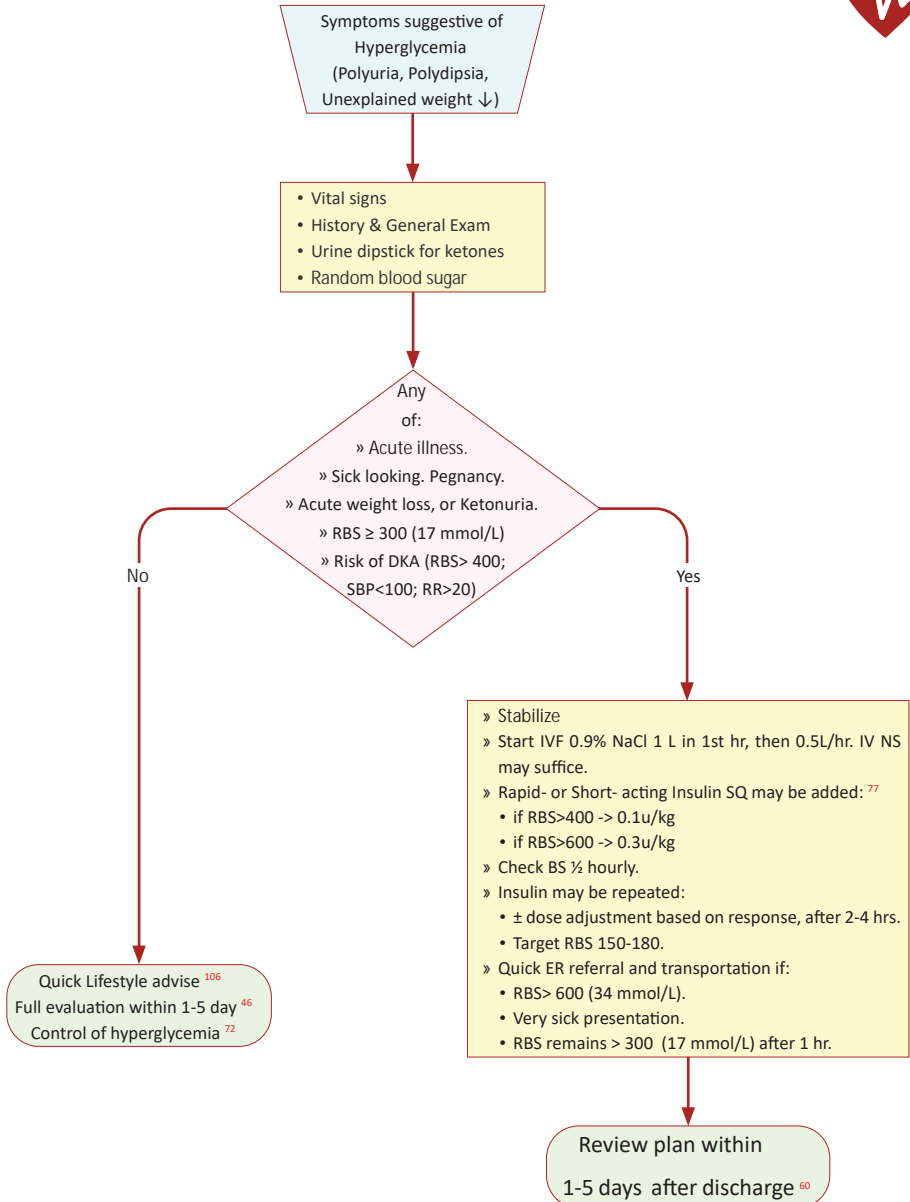 Symptoms suggestive of
Hyperglycemia
(Polyuria, Polydipsia,
Unexplained weight ↓)
• Vital signs
• History & General Exam
• Urine dipstick for ketones
• Random blood sugar
Any
of:
» Acute illness.
» Sick looking. Pegnancy.
» Acute weight loss, or Ketonuria.
» RBS ≥ 300 (17 mmol/L)
» Risk of DKA (RBS> 400;
SBP<100; RR>20)
No
Yes
» Stabilize
» Start IVF 0.9% NaCl 1 L in 1st hr, then 0.5L/hr. IV NS
may suffice.
» Rapid- or Short- acting Insulin SQ may be added: 77
• if RBS>400 -> 0.1u/kg
• if RBS>600 -> 0.3u/kg
» Check BS ½ hourly.
» Insulin may be repeated:
• ± dose adjustment based on response, after 2-4 hrs.
• Target RBS 150-180.
» Quick ER referral and transportation if:
• RBS> 600 (34 mmol/L).
• Very sick presentation.
• RBS remains > 300 (17 mmol/L) after 1 hr.
Quick Lifestyle advise 106
Full evaluation within 1-5 day 46
Control of hyperglycemia 72
Review plan within
1-5 days after discharge 60